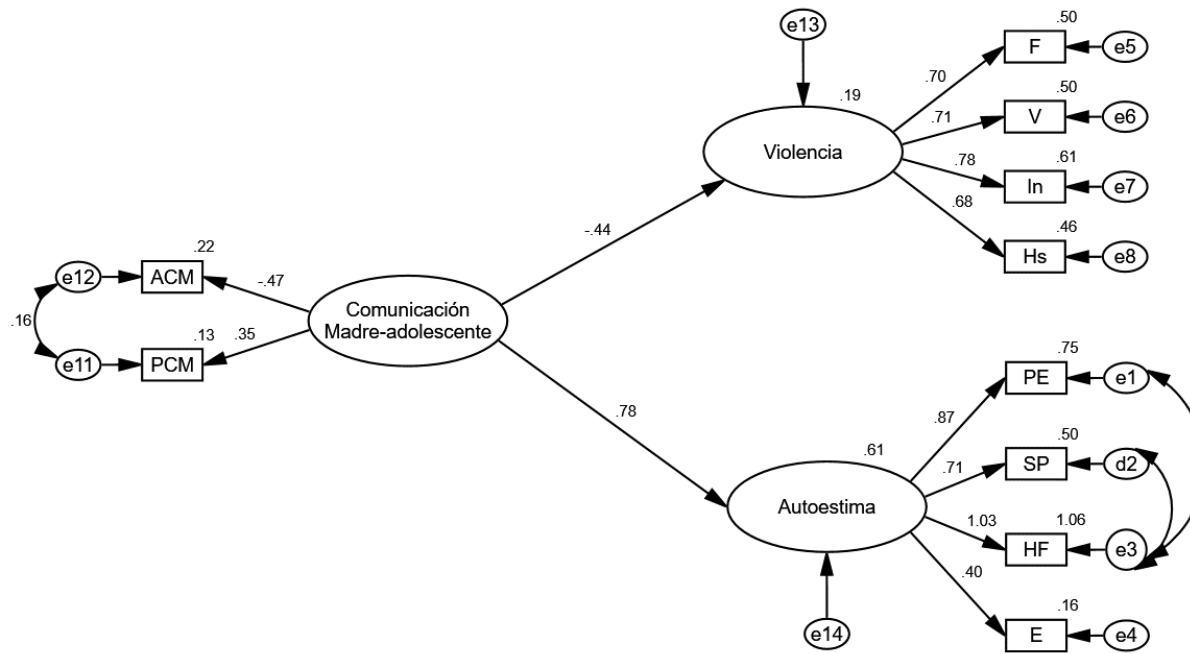 e13
.19
Violencia
.70
.71
.78
.68
.50
F
e5
.50
V
e6
.61
In
e7
.46
Hs
e8
-.44
.22
e12
ACM
-.47
.16
.13
.35
e11
PCM
Comunicación
Madre-adolescente
.78
.61
Autoestima
e14
.87
.71
1.03
.40
.75
PE
e1
.50
SP
d2
1.06
HF
e3
.16
E
e4